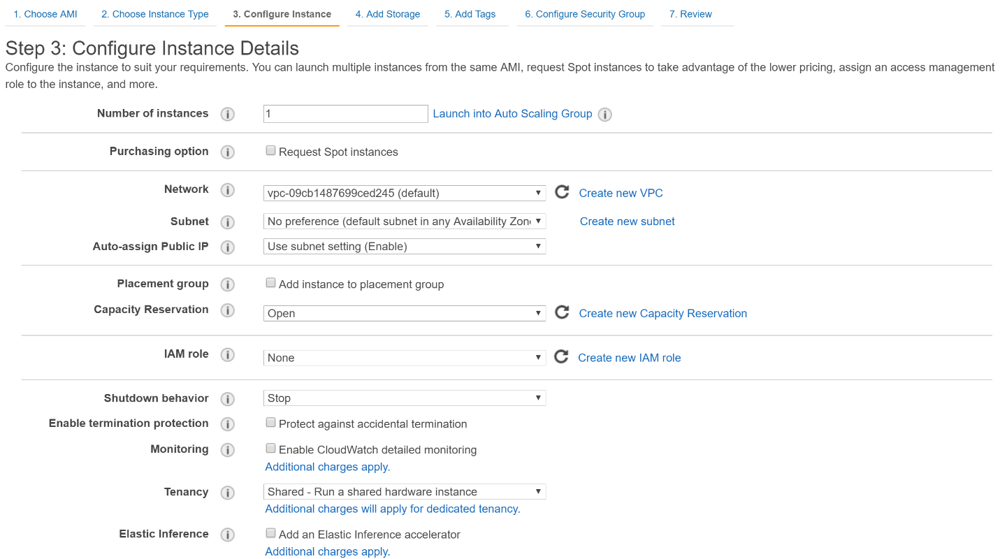 1. Choose AMI 2. Choose Instance Type 3. Configure Instance 4. Add Storage 5. Add Tags 6. Configure Security Group 7. Review
Step 3: Configure Instance Details
Configure the instance to suit your requirements. You can launch multiple instances from the same AMI, request Spot instances to take advantage of the lower pricing, assign an access management
role to the instance, and more.
Number of instances i 1 Launch into Auto Scaling Group i
Purchasing option i Request Spot instances
Network i vpc-09cb1487699ced245 (default) Create new VPC
Subnet i No preference (default subnet in any Availability Zon Create new subnet
Auto-assign Public IP i Use subnet setting (Enable)
Placement group i Add instance to placement group
Capacity Reservation i Open Create new Capacity Reservation
IAM role i None Create new IAM role
Shutdown behavior i Stop
Enable termination protection i Protect against accidental termination
Monitoring i Enable CloudWatch detailed monitoring
Additional charges apply.
Tenancy i Shared - Run a shared hardware instance
Additional charges will apply for dedicated tenancy.
Elastic Inference i Add an Elastic Inference accelerator
Additional charges apply.